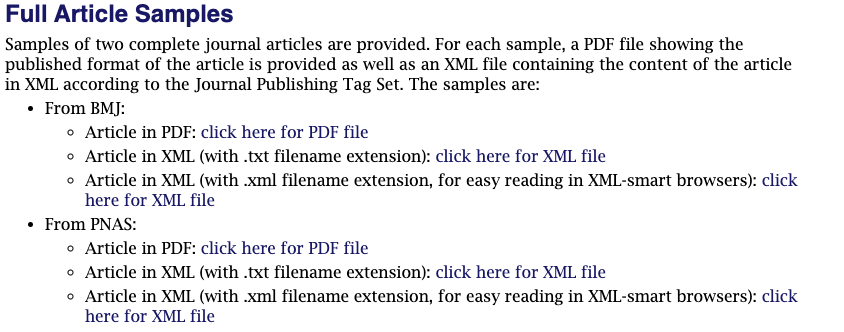 Full Article Samples
Samples of two complete journal articles are provided. For each sample, a PDF file showing the
published format of the article is provided as well as an XML file containing the content of the article
in XML according to the Journal Publishing Tag Set. The samples are:
• From BMJ:
◦ Article in PDF: click here for PDF file
◦ Article in XML (with .txt filename extension): click here for XML file
◦ Article in XML (with .xml filename extension, for easy reading in XML-smart browsers): click
here for XML file
• From PNAS:
◦ Article in PDF: click here for PDF file
◦ Article in XML (with .txt filename extension): click here for XML file
◦ Article in XML (with .xml filename extension, for easy reading in XML-smart browsers): click
here for XML file